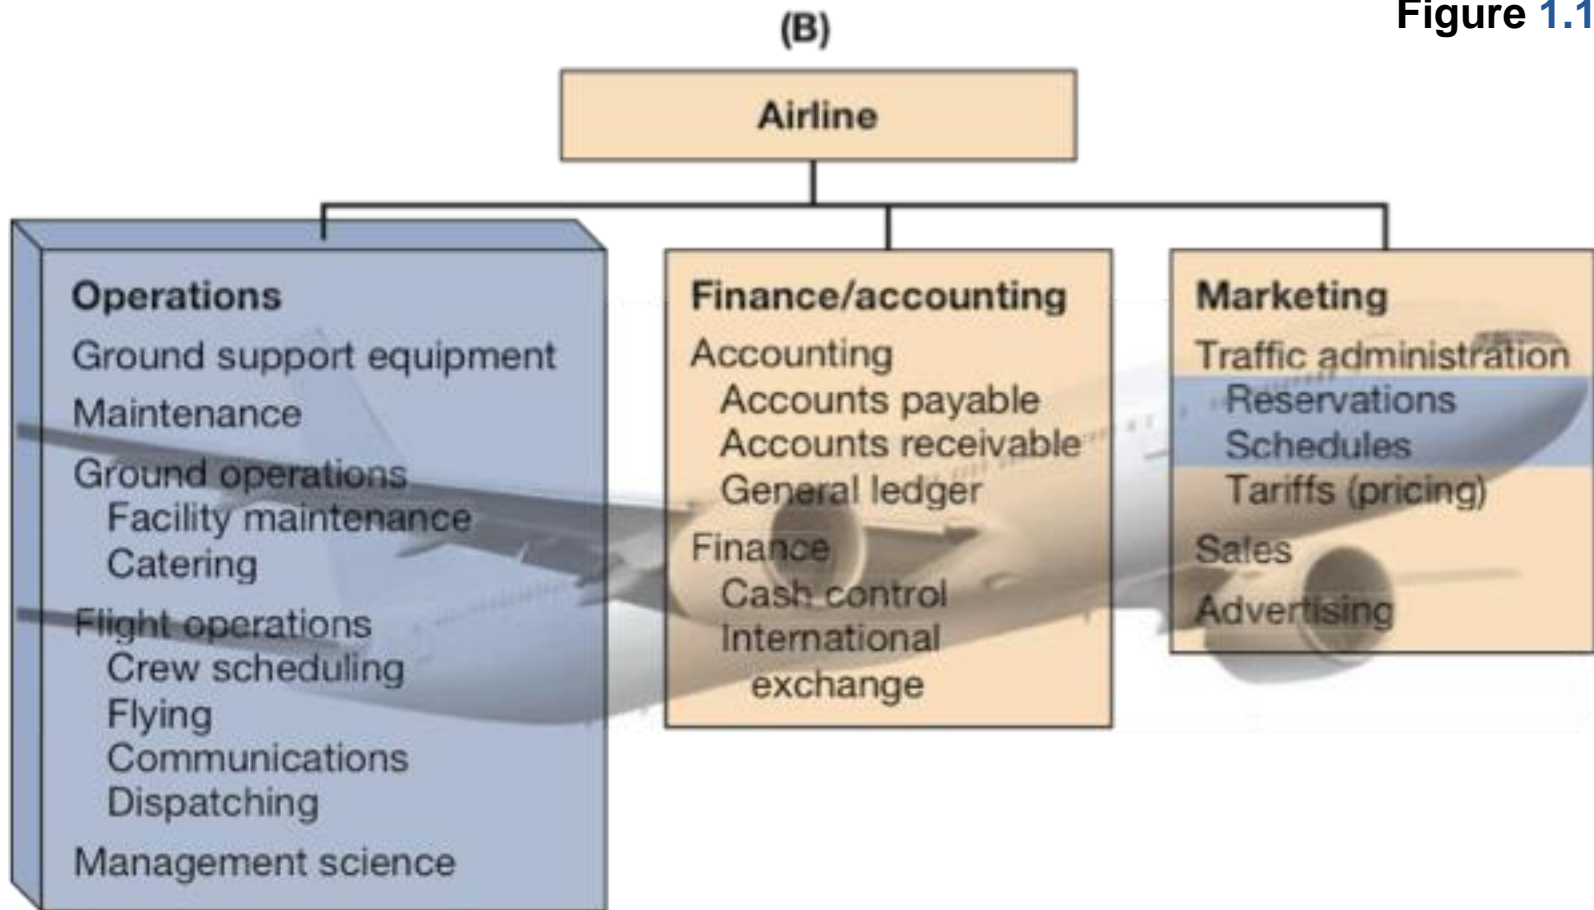 Figure 1.1
(B)
Airline
Operations
Ground support equipment
Maintenance
Ground operations
Facility maintenance
Catering
Flight operations
Crew scheduling
Flying
Communications
Dispatching
Management science
Finance/accounting
Accounting
Accounts payable
Accounts receivable
General ledger
Finance
Cash control
International
exchange
Marketing
Traffic administration
Reservations
Schedules
Tariffs (pricing)
Sales
Advertising